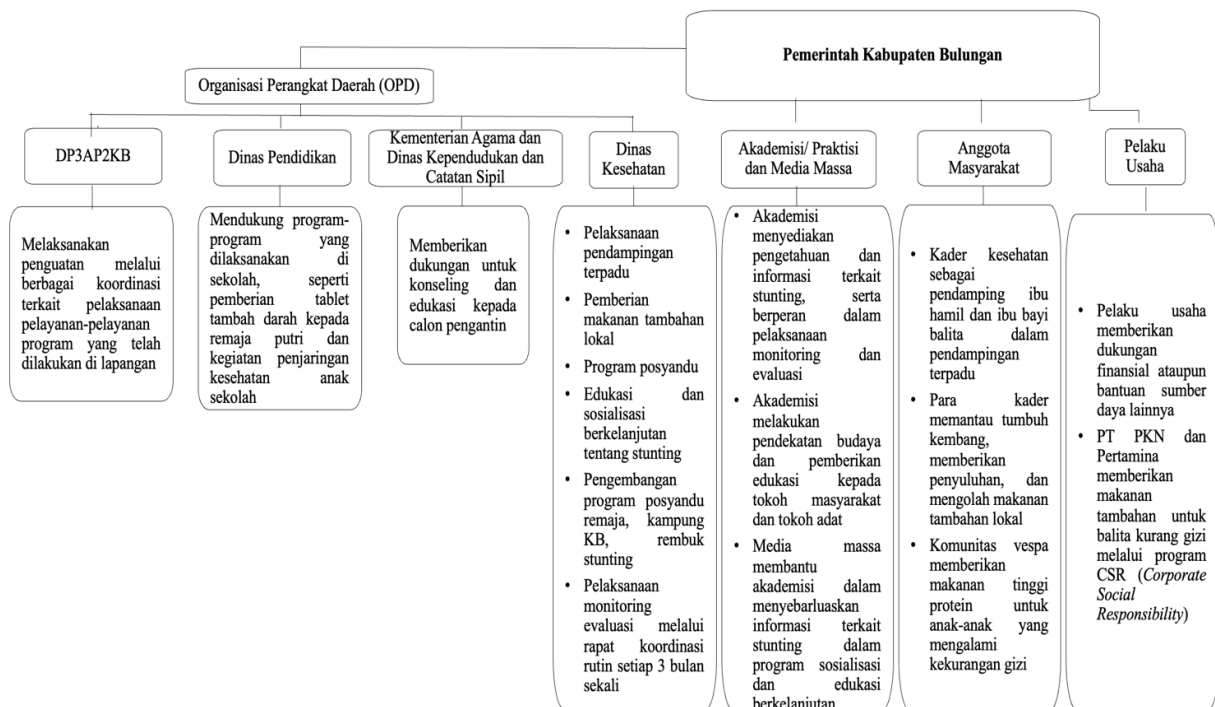 Pemerintah Kabupaten Bulungan
Organisasi Perangkat Daerah (OPD)
DP3AP2KB
Dinas Pendidikan
Kementerian Agama dan
Dinas Kependudukan dan
Catatan Sipil
Dinas
Kesehatan
Akademisi/ Praktisi
dan Media Massa
Anggota
Masyarakat
Pelaku
Usaha
Melaksanakan
penguatan melalui
berbagai koordinasi
terkait pelaksanaan
pelayanan-pelayanan
program yang telah
dilakukan di lapangan
Mendukung program-
program yang
dilaksanakan di
sekolah, seperti
pemberian tablet
tambah darah kepada
remaja putri dan
kegiatan penjaringan
kesehatan anak
sekolah
Memberikan
dukungan untuk
konseling dan
edukasi kepada
calon pengantin
• Pelaksanaan
pendampingan
terpadu
• Pemberian
makanan tambahan
lokal
• Program posyandu
• Edukasi dan
sosialisasi
berkelanjutan
tentang stunting
• Pengembangan
program posyandu
remaja, kampung
KB, rembuk
stunting
• Pelaksanaan
monitoring
evaluasi melalui
rapat koordinasi
rutin setiap 3 bulan
sekali
• Akademisi
menyediakan
pengetahuan dan
informasi terkait
stunting, serta
berperan dalam
pelaksanaan
monitoring dan
evaluasi
• Akademisi
melakukan
pendekatan budaya
dan pemberikan
edukasi kepada
tokoh masyarakat
dan tokoh adat
• Media massa
membantu
akademisi dalam
menyebarluaskan
informasi terkait
stunting dalam
program sosialisasi
dan edukasi
berkelanjutan
• Kader kesehatan
sebagai
pendamping ibu
hamil dan ibu bayi
balita dalam
pendampingan
terpadu
• Para kader
memantau tumbuh
kembang,
memberikan
penyuluhan, dan
mengolah makanan
tambahan lokal
• Komunitas vespa
memberikan
makanan tinggi
protein untuk
anak-anak yang
mengalami
kekurangan gizi
• Pelaku usaha
memberikan
dukungan
finansial ataupun
bantuan sumber
daya lainnya
• PT PKN dan
Pertamina
memberikan
makanan
tambahan untuk
balita kurang gizi
melalui program
CSR (Corporate
Social
Responsibility)